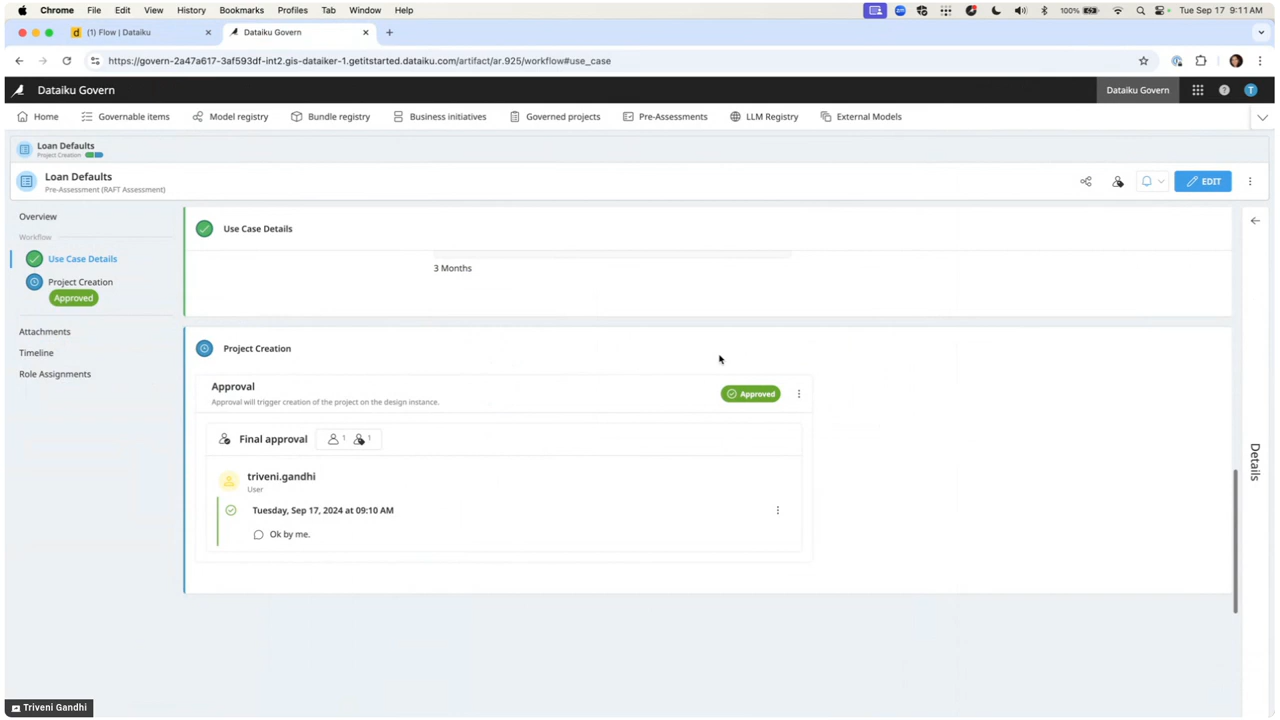 Chrome File Edit View History Bookmarks Profiles Tab Window Help 100% Tue Sep 17 9:11 AM
(1) Flow | Dataiku Dataiku Govern
https://govern-2a47a617-3af593df-int2.gis-dataiker-1.getitstarted.dataiku.com/artifact/ar.925/workflow#use_case
Dataiku Govern Dataiku Govern T
Home Governable items Model registry Bundle registry Business initiatives Governed projects Pre-Assessments LLM Registry External Models
Loan Defaults
Project Creation
Loan Defaults
Pre-Assessment (RAFT Assessment)
EDIT
Overview
Workflow
Use Case Details
Project Creation
Approved
Attachments
Timeline
Role Assignments
Use Case Details
3 Months
Project Creation
Approval
Approval will trigger creation of the project on the design instance.
Approved
Final approval 1 1
triveni.gandhi
User
Tuesday, Sep 17, 2024 at 09:10 AM
Ok by me.
Details
Triveni Gandhi